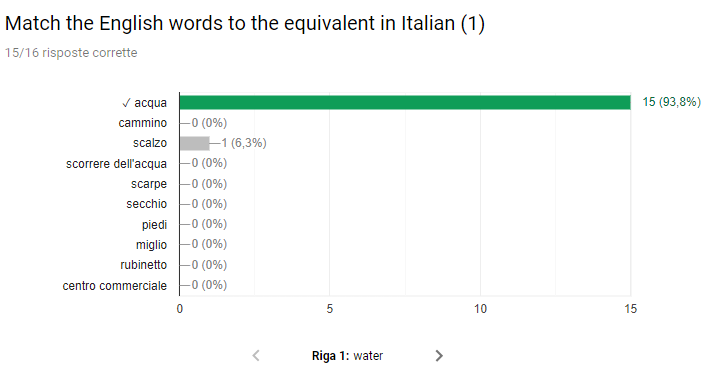 Match the English words to the equivalent in Italian (1)
15/16 risposte corrette
✓ acqua 15 (93,8%)
cammino 0 (0%)
scalzo 1 (6,3%)
scorrere dell'acqua 0 (0%)
scarpe 0 (0%)
secchio 0 (0%)
piedi 0 (0%)
miglio 0 (0%)
rubinetto 0 (0%)
centro commerciale 0 (0%)
0 5 10 15
Riga 1: water